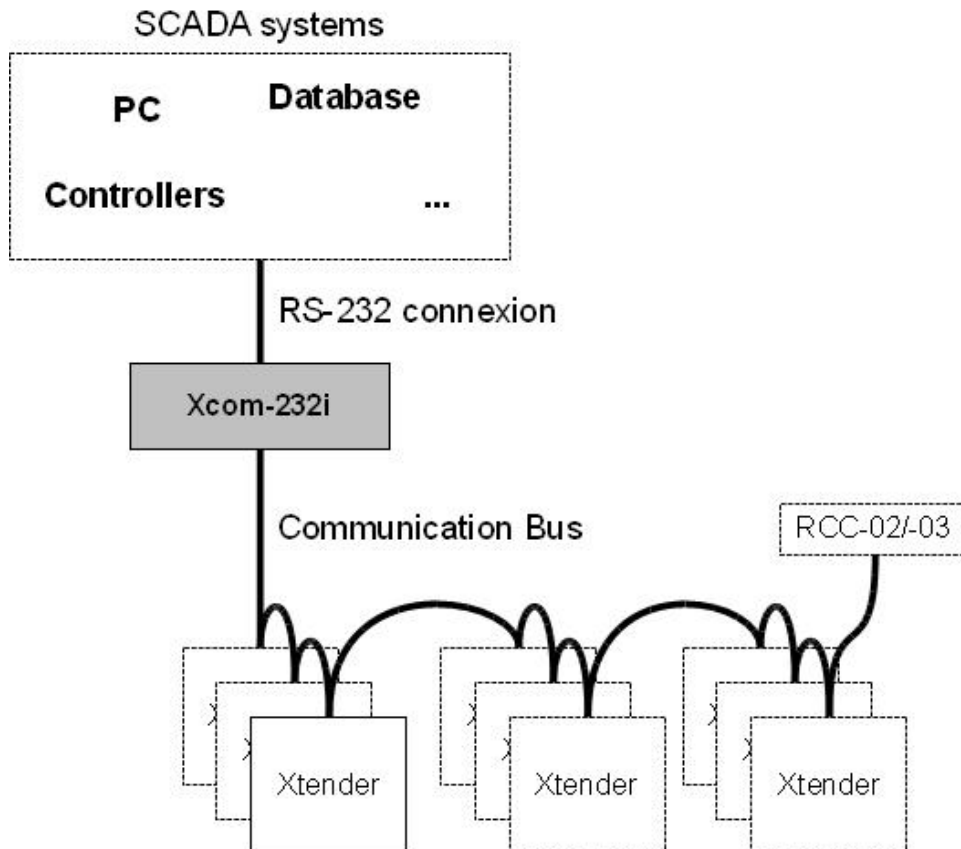 SCADA systems
PC
Database
Controllers
...
RS-232 connexion
Xcom-232i
Communication Bus
RCC-02/-03
X
X
Xtender
X
X
Xtender
X
X
Xtender